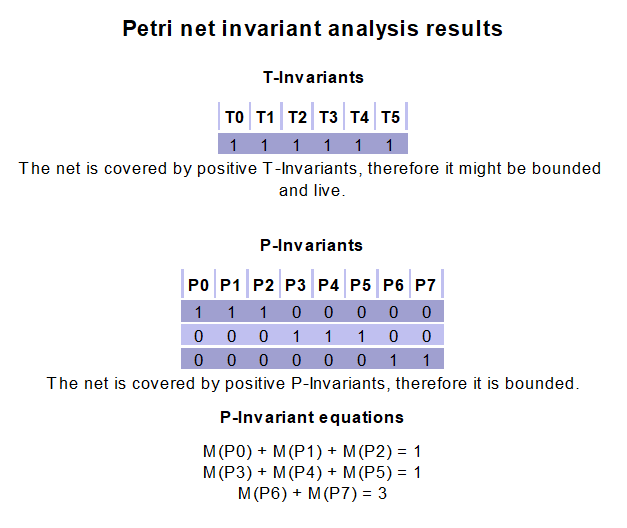 Petri net invariant analysis results
T-Invariants
T0 T1 T2 T3 T4 T5
1 1 1 1 1 1
The net is covered by positive T-Invariants, therefore it might be bounded
and live.
P-Invariants
P0 P1 P2 P3 P4 P5 P6 P7
1 1 1 0 0 0 0 0
0 0 0 1 1 1 0 0
0 0 0 0 0 0 1 1
The net is covered by positive P-Invariants, therefore it is bounded.
P-Invariant equations
M(P0) + M(P1) + M(P2) = 1
M(P3) + M(P4) + M(P5) = 1
M(P6) + M(P7) = 3